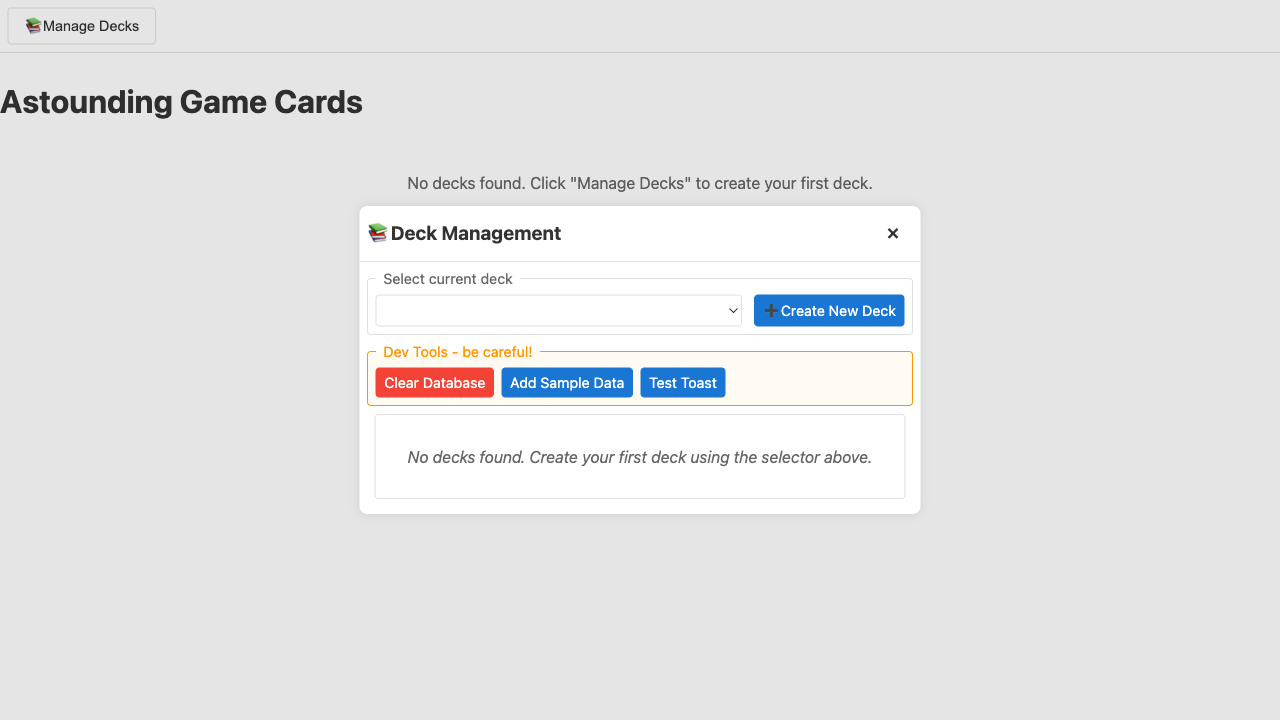 📚Manage Decks
Astounding Game Cards
No decks found. Click "Manage Decks" to create your first deck.
📚Deck Management
×
Select current deck
➕Create New Deck
Dev Tools - be careful!
Clear Database
Add Sample Data
Test Toast
No decks found. Create your first deck using the selector above.